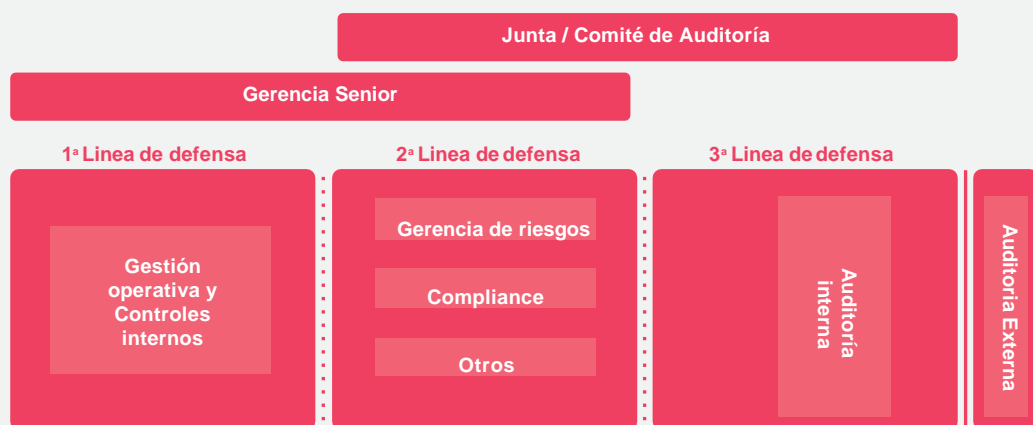 Junta / Comité de Auditoría
Gerencia Senior
1ª Linea de defensa
2ª Linea de defensa
3ª Linea de defensa
Gestión
operativa y
Controles
internos
Gerencia de riesgos
Compliance
Otros
Auditoría
interna
Auditoria Externa